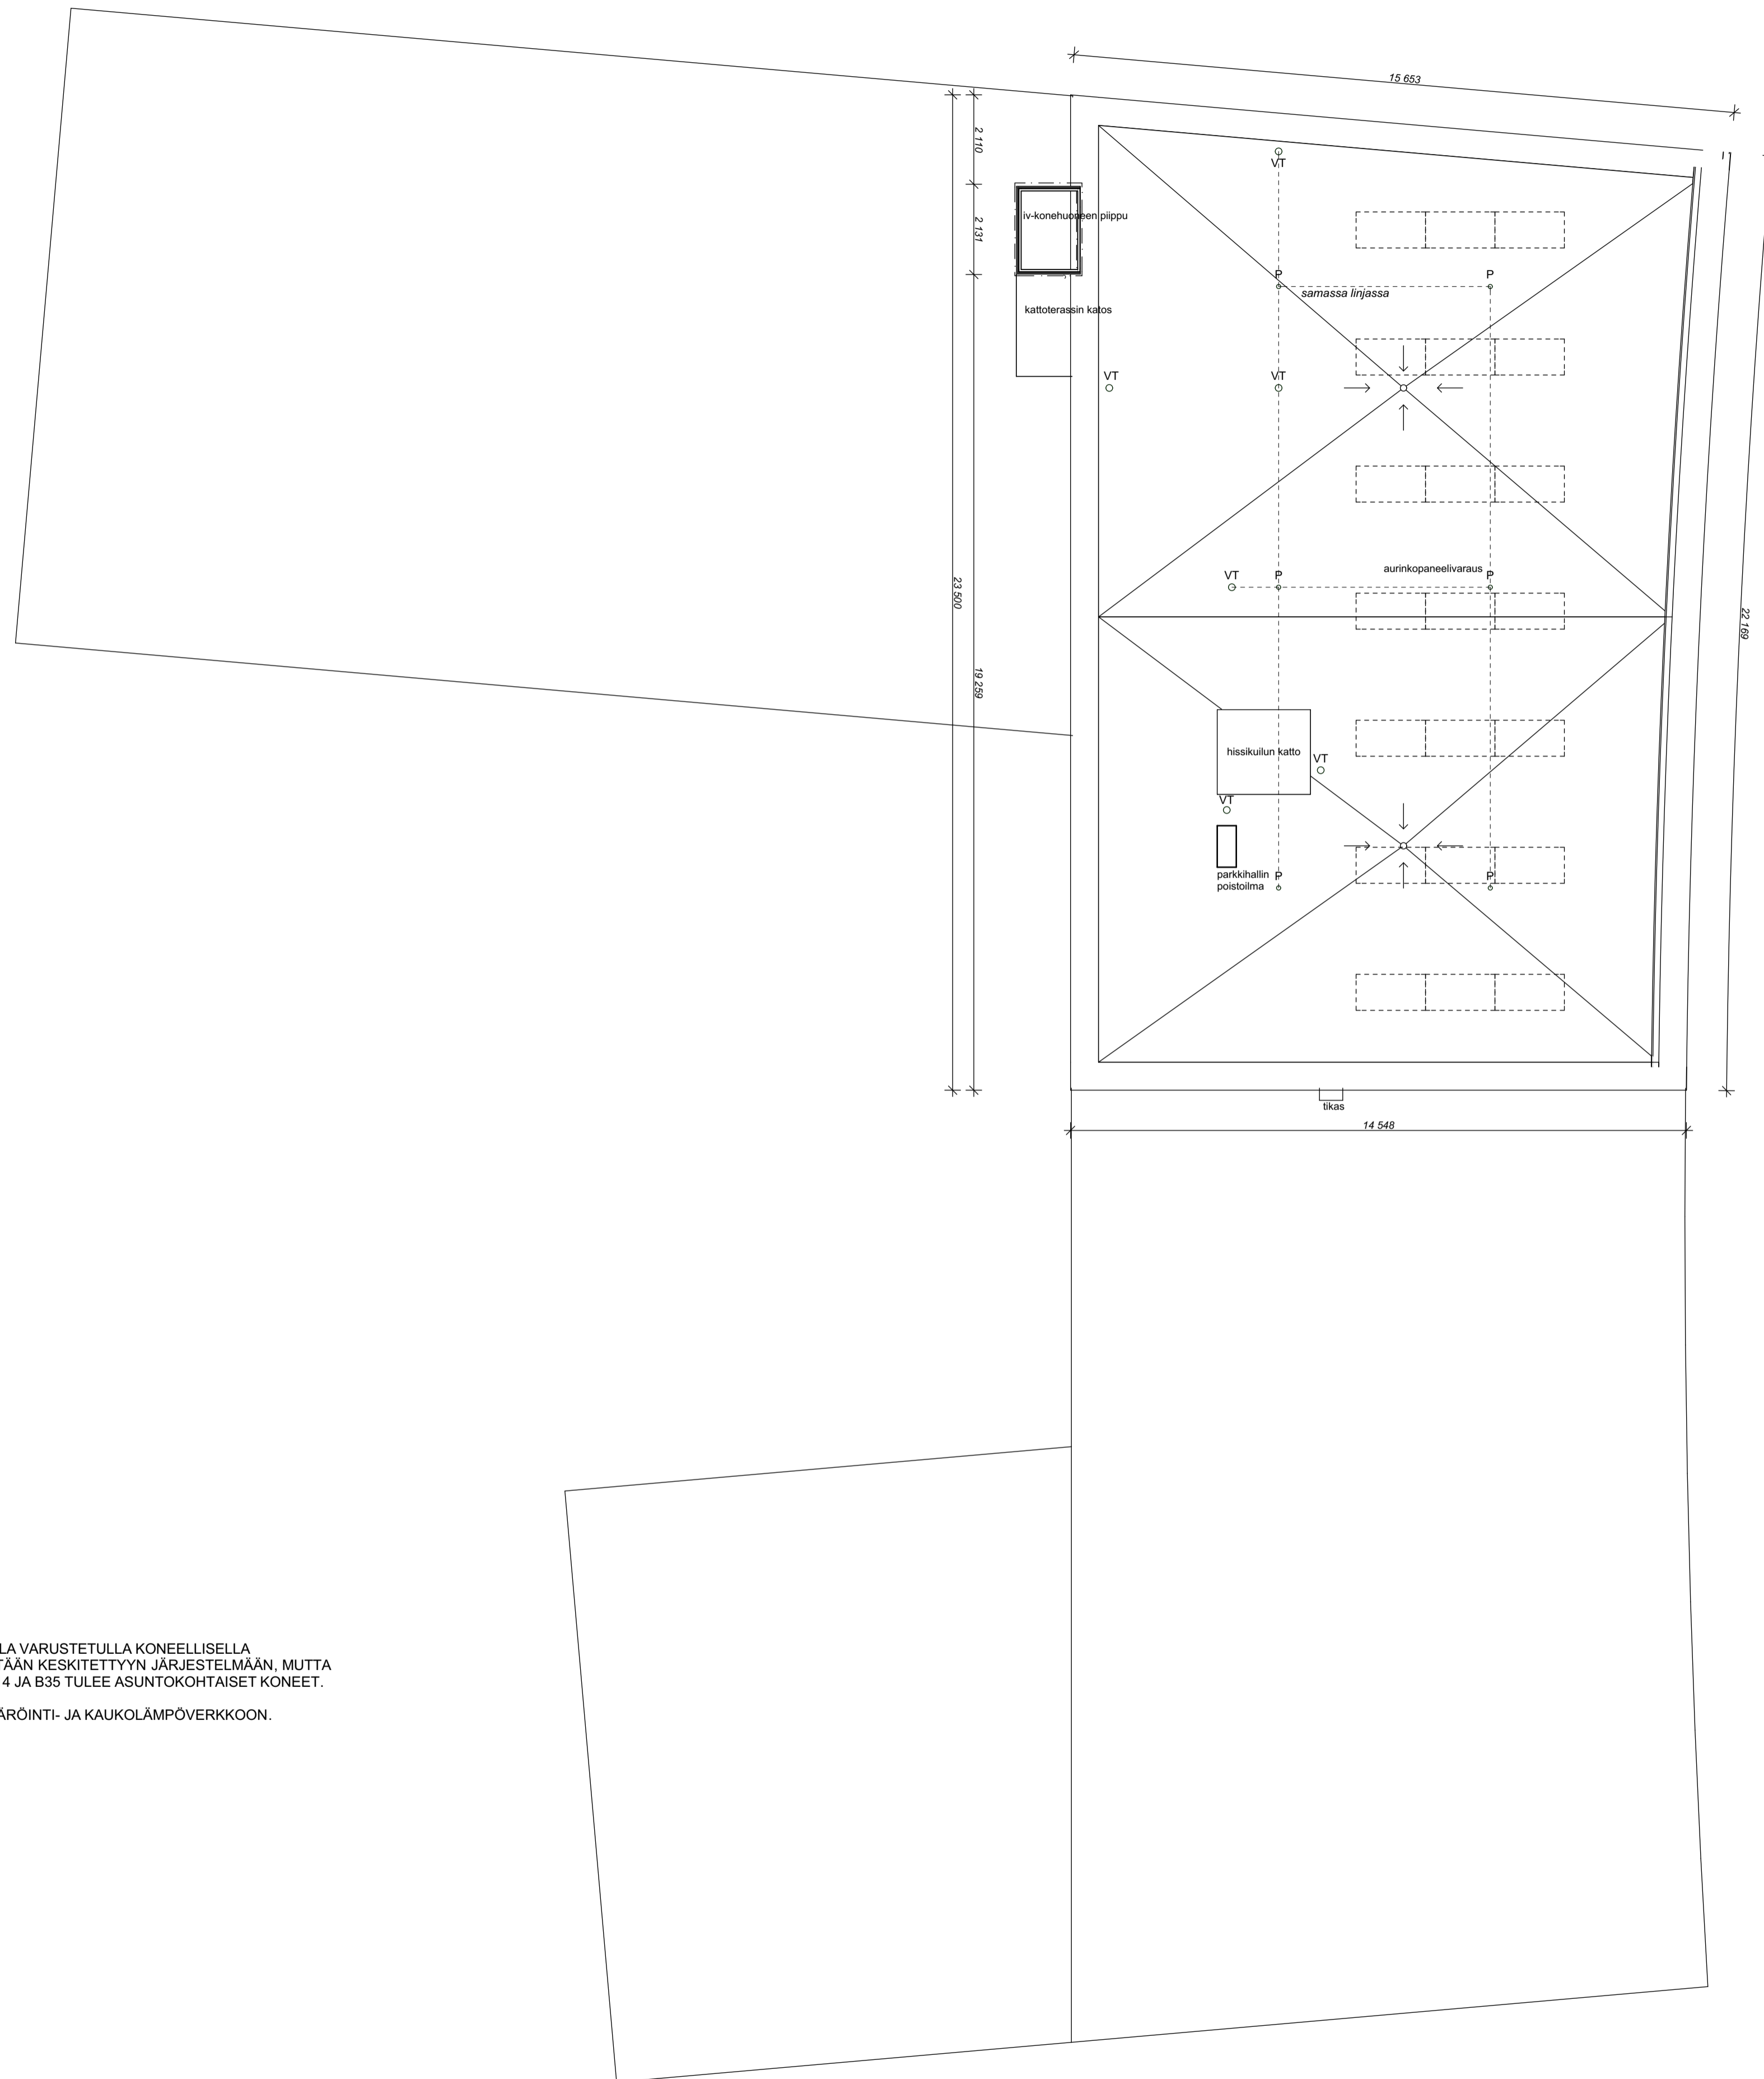 15 653
2 110
VT
iv-konehuoneen piippu
2 131
P
P
samassa linjassa
kattoterassin katos
VT
VT
aurinkopaneelivaraus
VT
P
P
23 500
22 169
19 259
hissikuilun katto
VT
VT
parkkihallin
poistoilma
P
P
tikas
14 548
LA VARUSTETULLA KONEELLISELLA
TÄÄN KESKITETTYYN JÄRJESTELMÄÄN, MUTTA
4 JA B35 TULEE ASUNTOKOHTAISET KONEET.
ÄRÖINTI- JA KAUKOLÄMPÖVERKKOON.